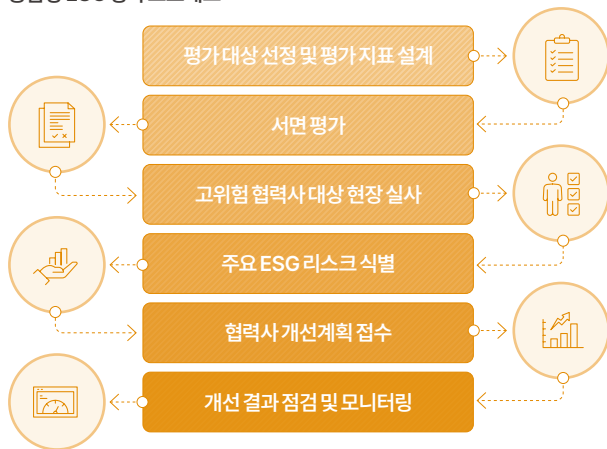 평가 대상 선정 및 평가 지표 설계
서면 평가
고위험 협력사 대상 현장 실사
주요 ESG 리스크 식별
협력사 개선계획 접수
개선 결과 점검 및 모니터링